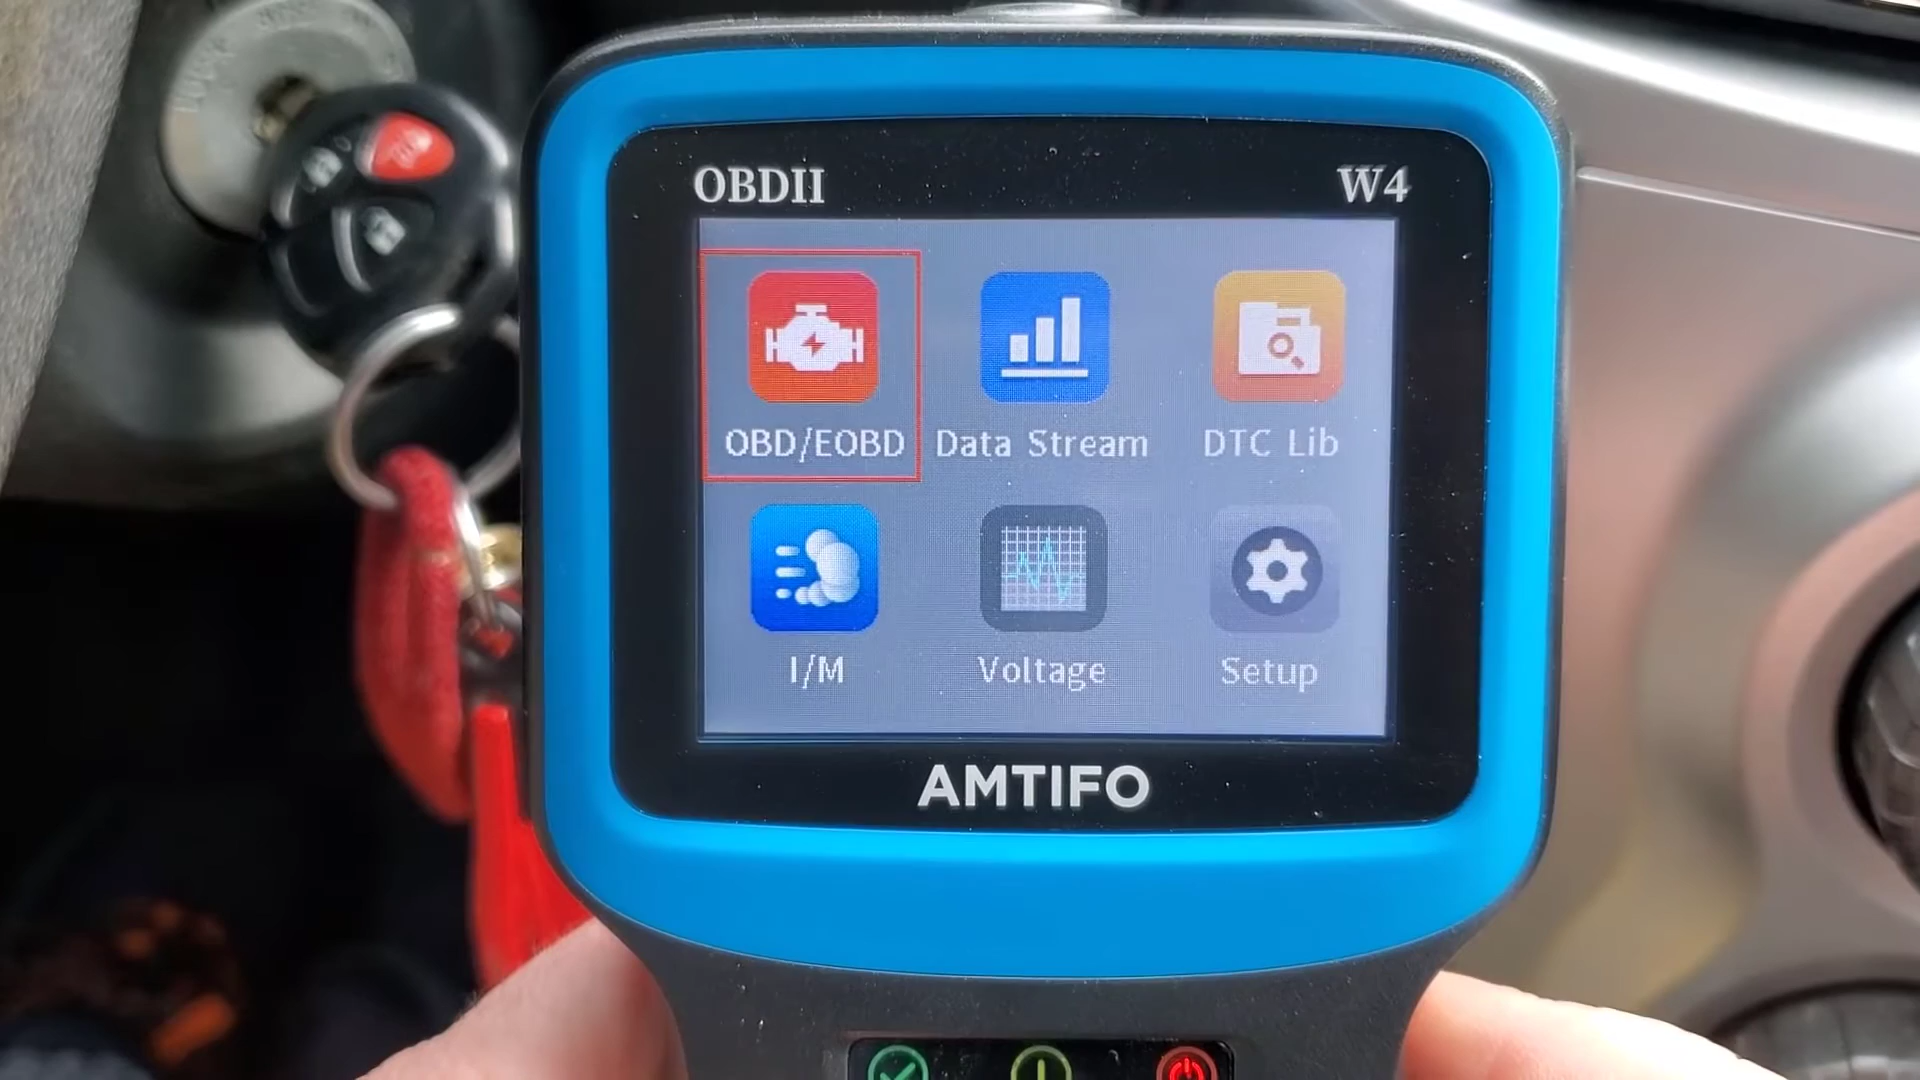 OBDII W4
OBD/EOBD Data Stream DTC Lib
I/M Voltage Setup
AMTIFO